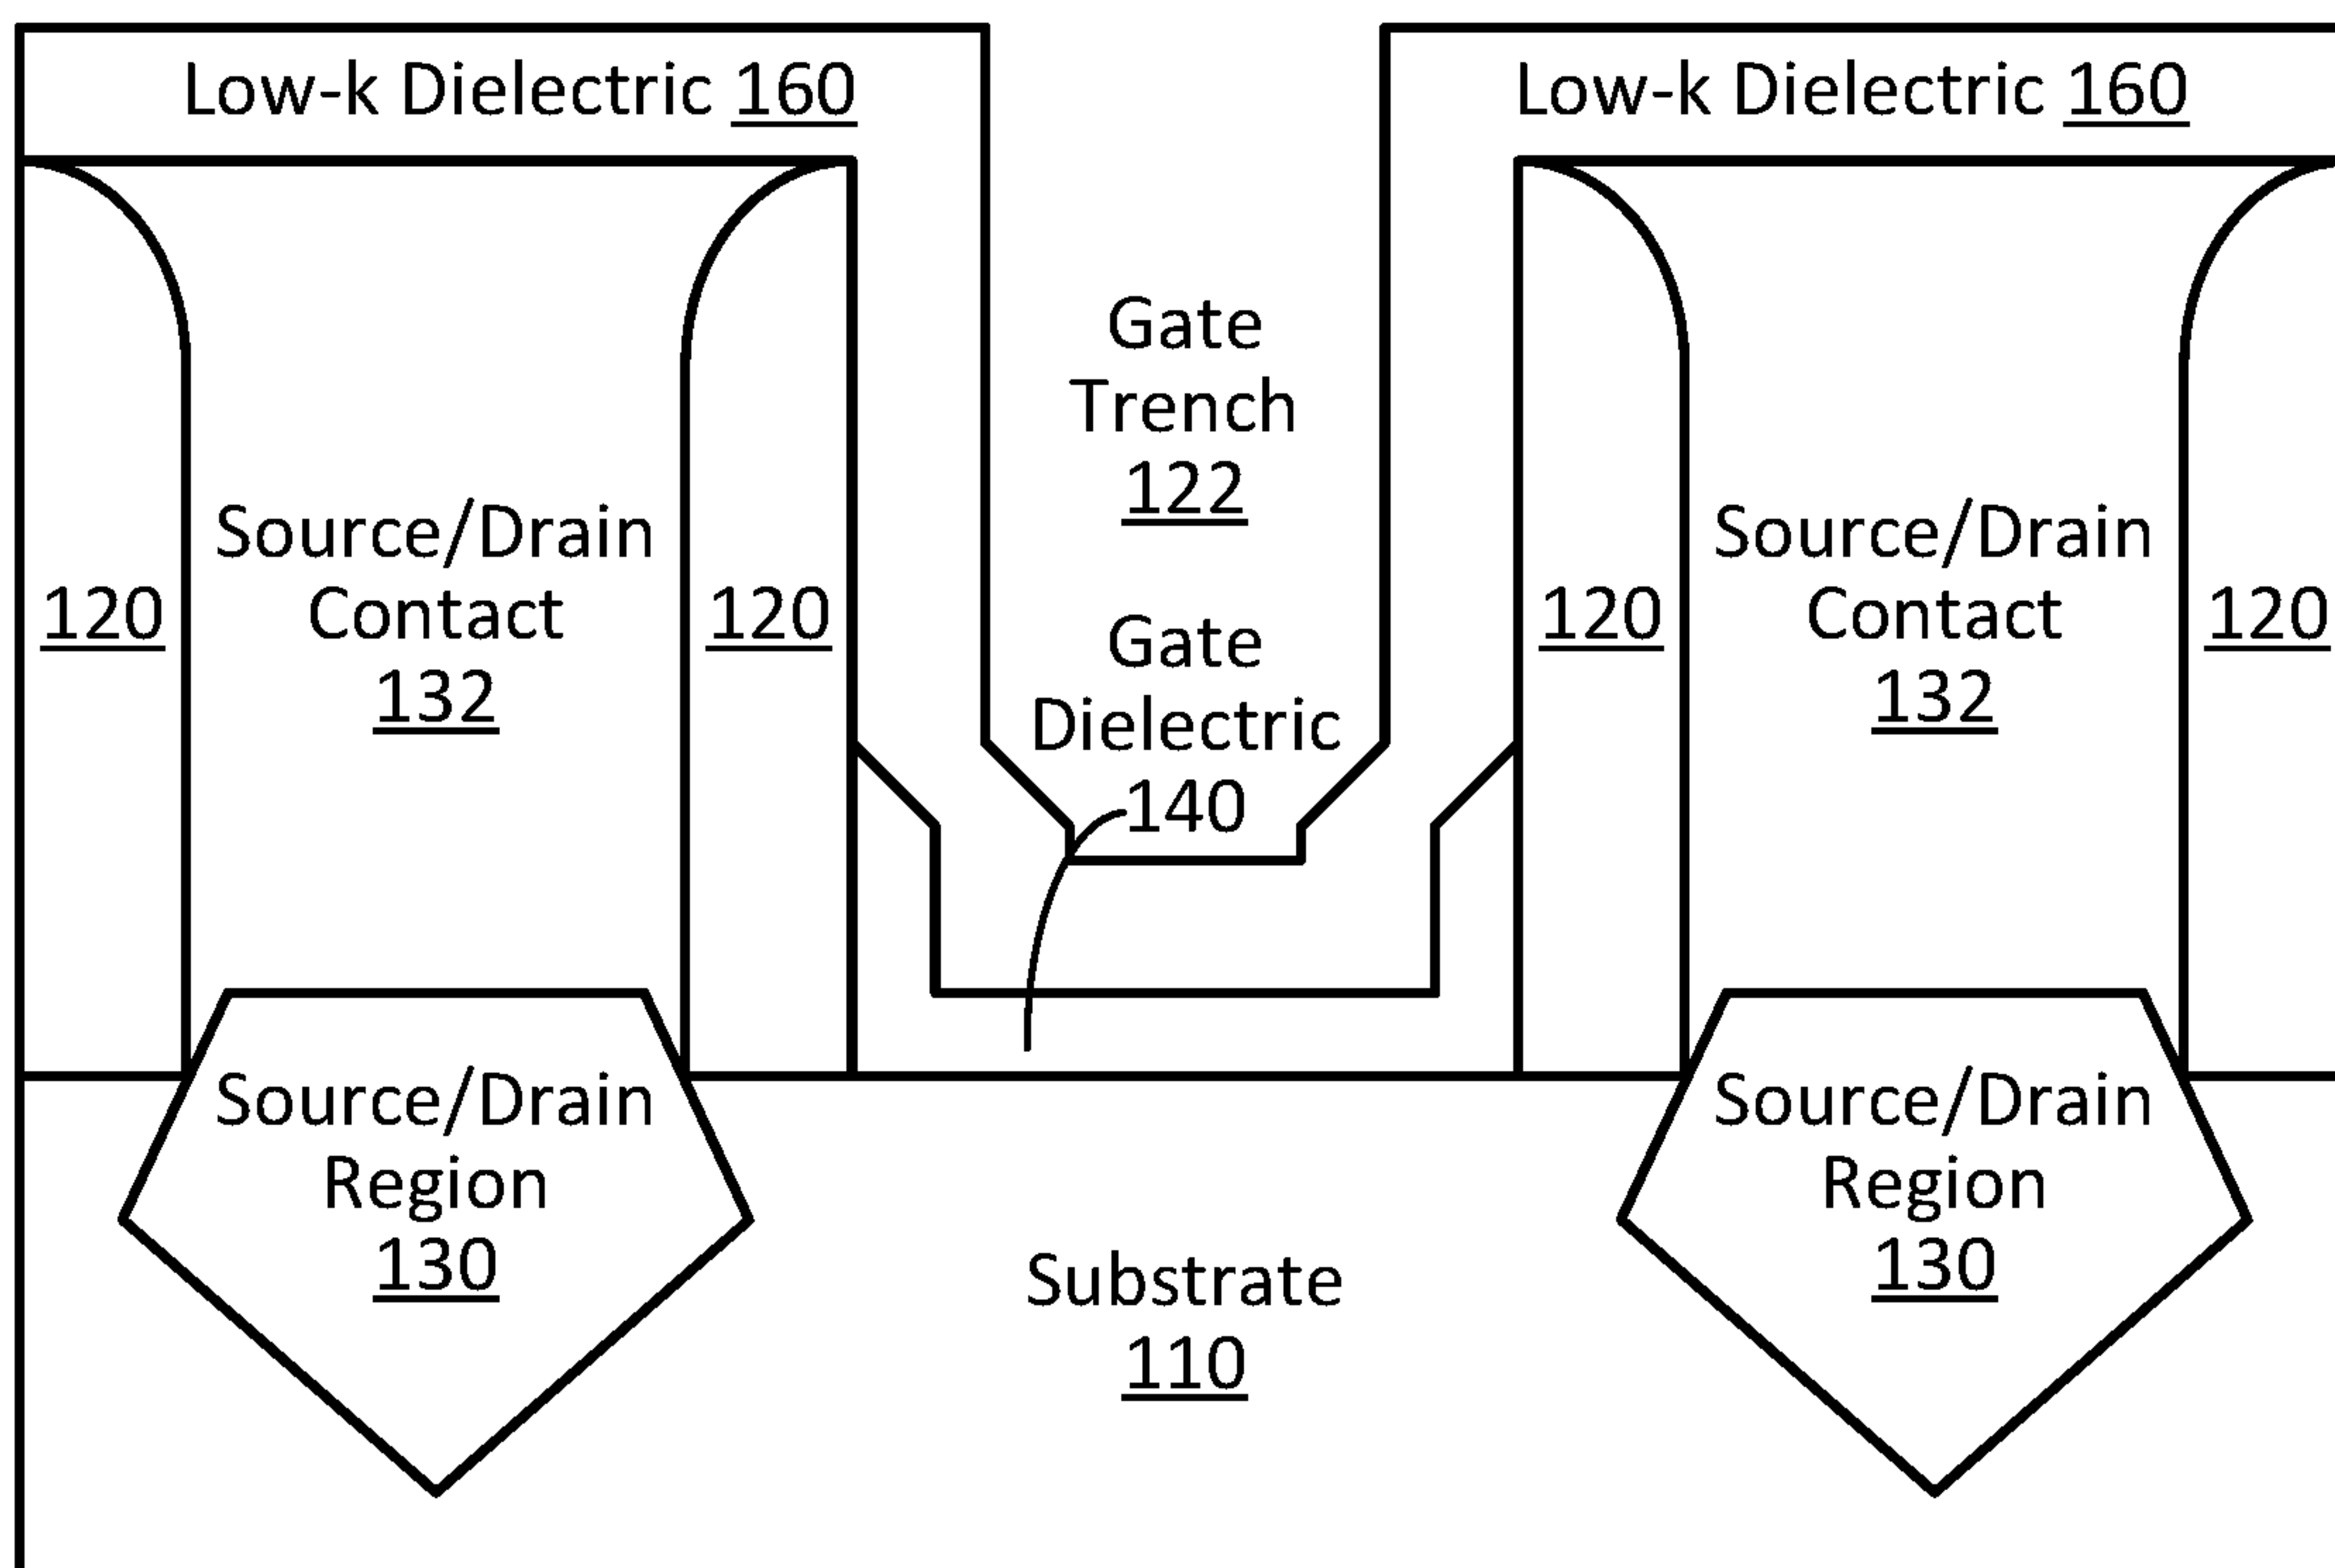 Low-k Dielectric 160
Low-k Dielectric 160
Gate
Trench
122
Source/Drain
Contact
132
120
120
Gate
Dielectric
140
120
Source/Drain
Contact
132
120
Source/Drain
Region
130
Substrate
110
Source/Drain
Region
130